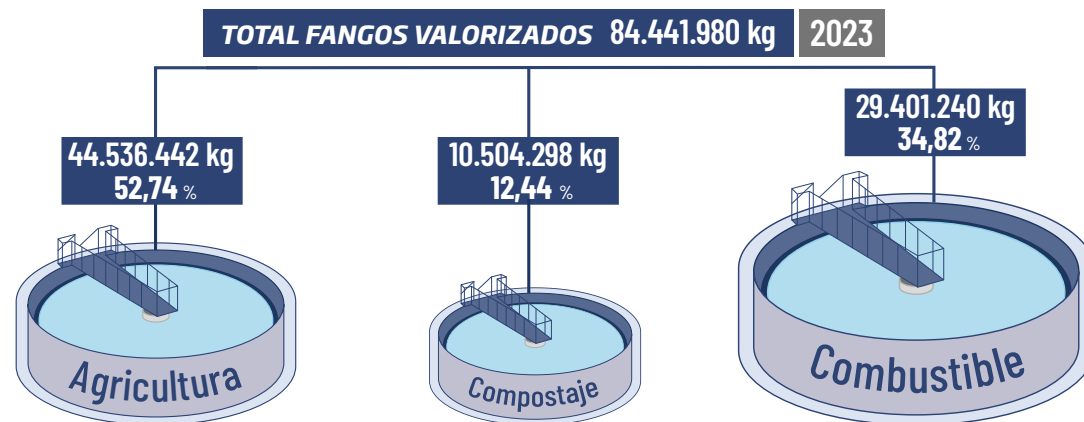 TOTAL FANGOS VALORIZADOS 84.441.980 kg 2023
44.536.442 kg
52,74 %
10.504.298 kg
12,44 %
29.401.240 kg
34,82 %
Agricultura
Compostaje
Combustible